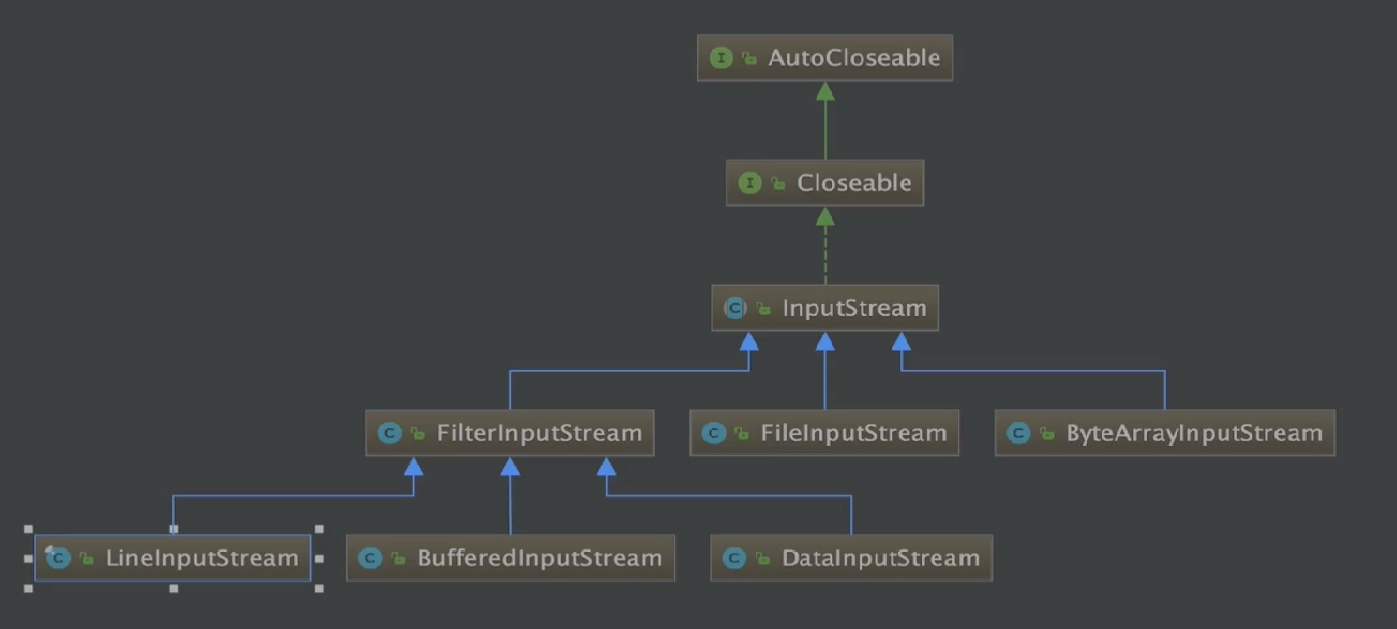 I AutoCloseable
I Closeable
C InputStream
C FilterInputStream
C FileInputStream
C ByteArrayInputStream
C LineInputStream
C BufferedInputStream
C DataInputStream